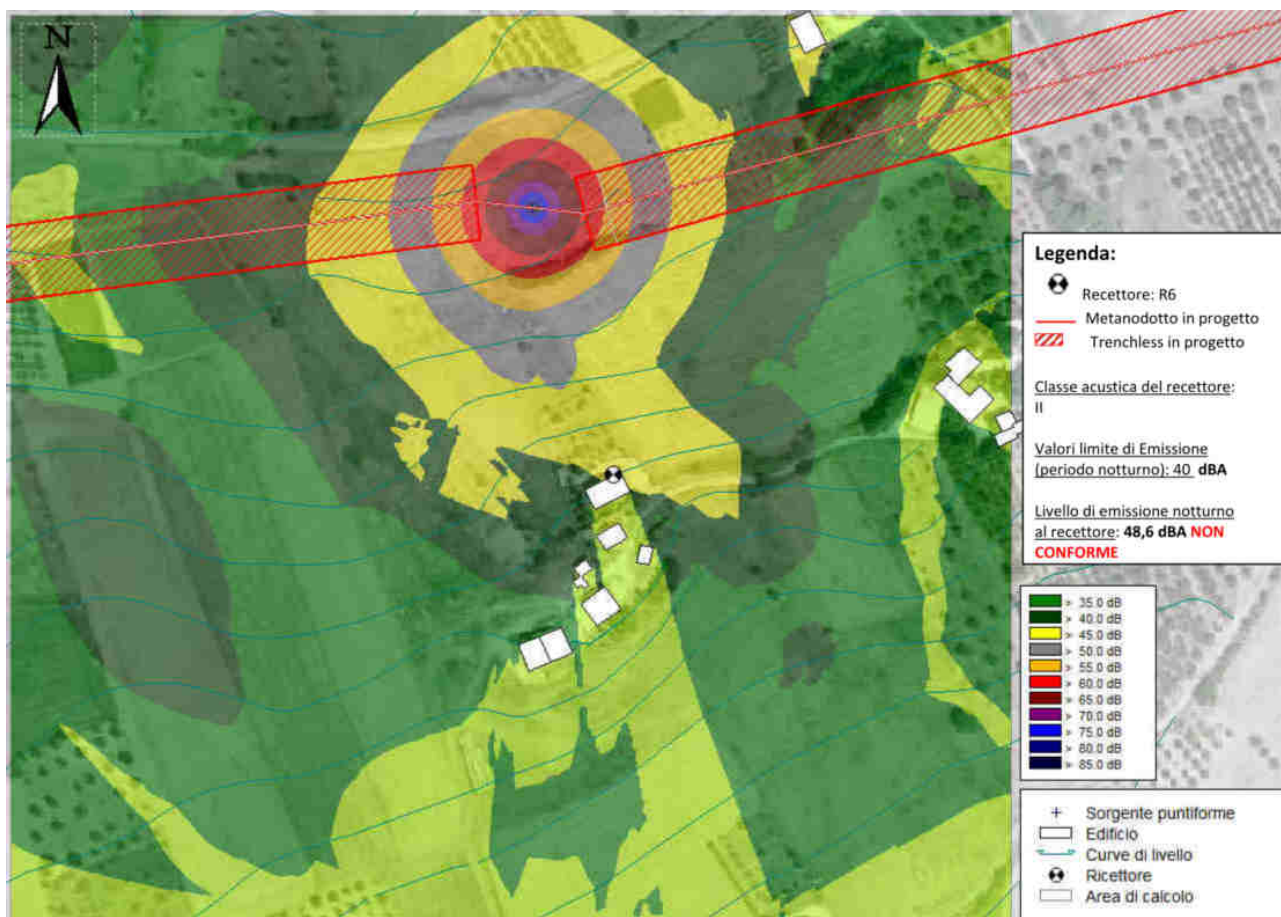 N
Legenda:
Recettore: R6
Metanodotto in progetto
Trenchless in progetto
Classe acustica del recettore:
II
Valori limite di Emissione
(periodo notturno): 40 dBA
Livello di emissione notturno
al recettore: 48,6 dBA NON
CONFORME
> 35.0 dB
> 40.0 dB
> 45.0 dB
> 50.0 dB
> 55.0 dB
> 60.0 dB
> 65.0 dB
> 70.0 dB
> 75.0 dB
> 80.0 dB
> 85.0 dB
Sorgente puntiforme
Edificio
Curve di livello
Ricettore
Area di calcolo